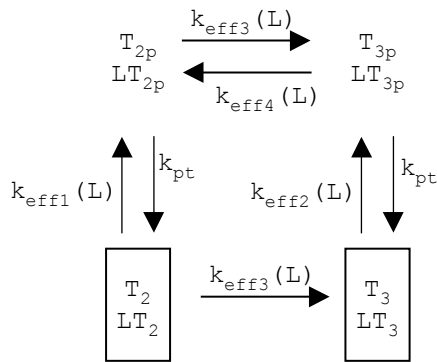 k_eff3(L)
T_2p T_3p
LT_2p LT_3p
k_eff4(L)
k_pt k_pt
k_eff1(L) k_eff2(L)
k_eff3(L)
T_2 T_3
LT_2 LT_3